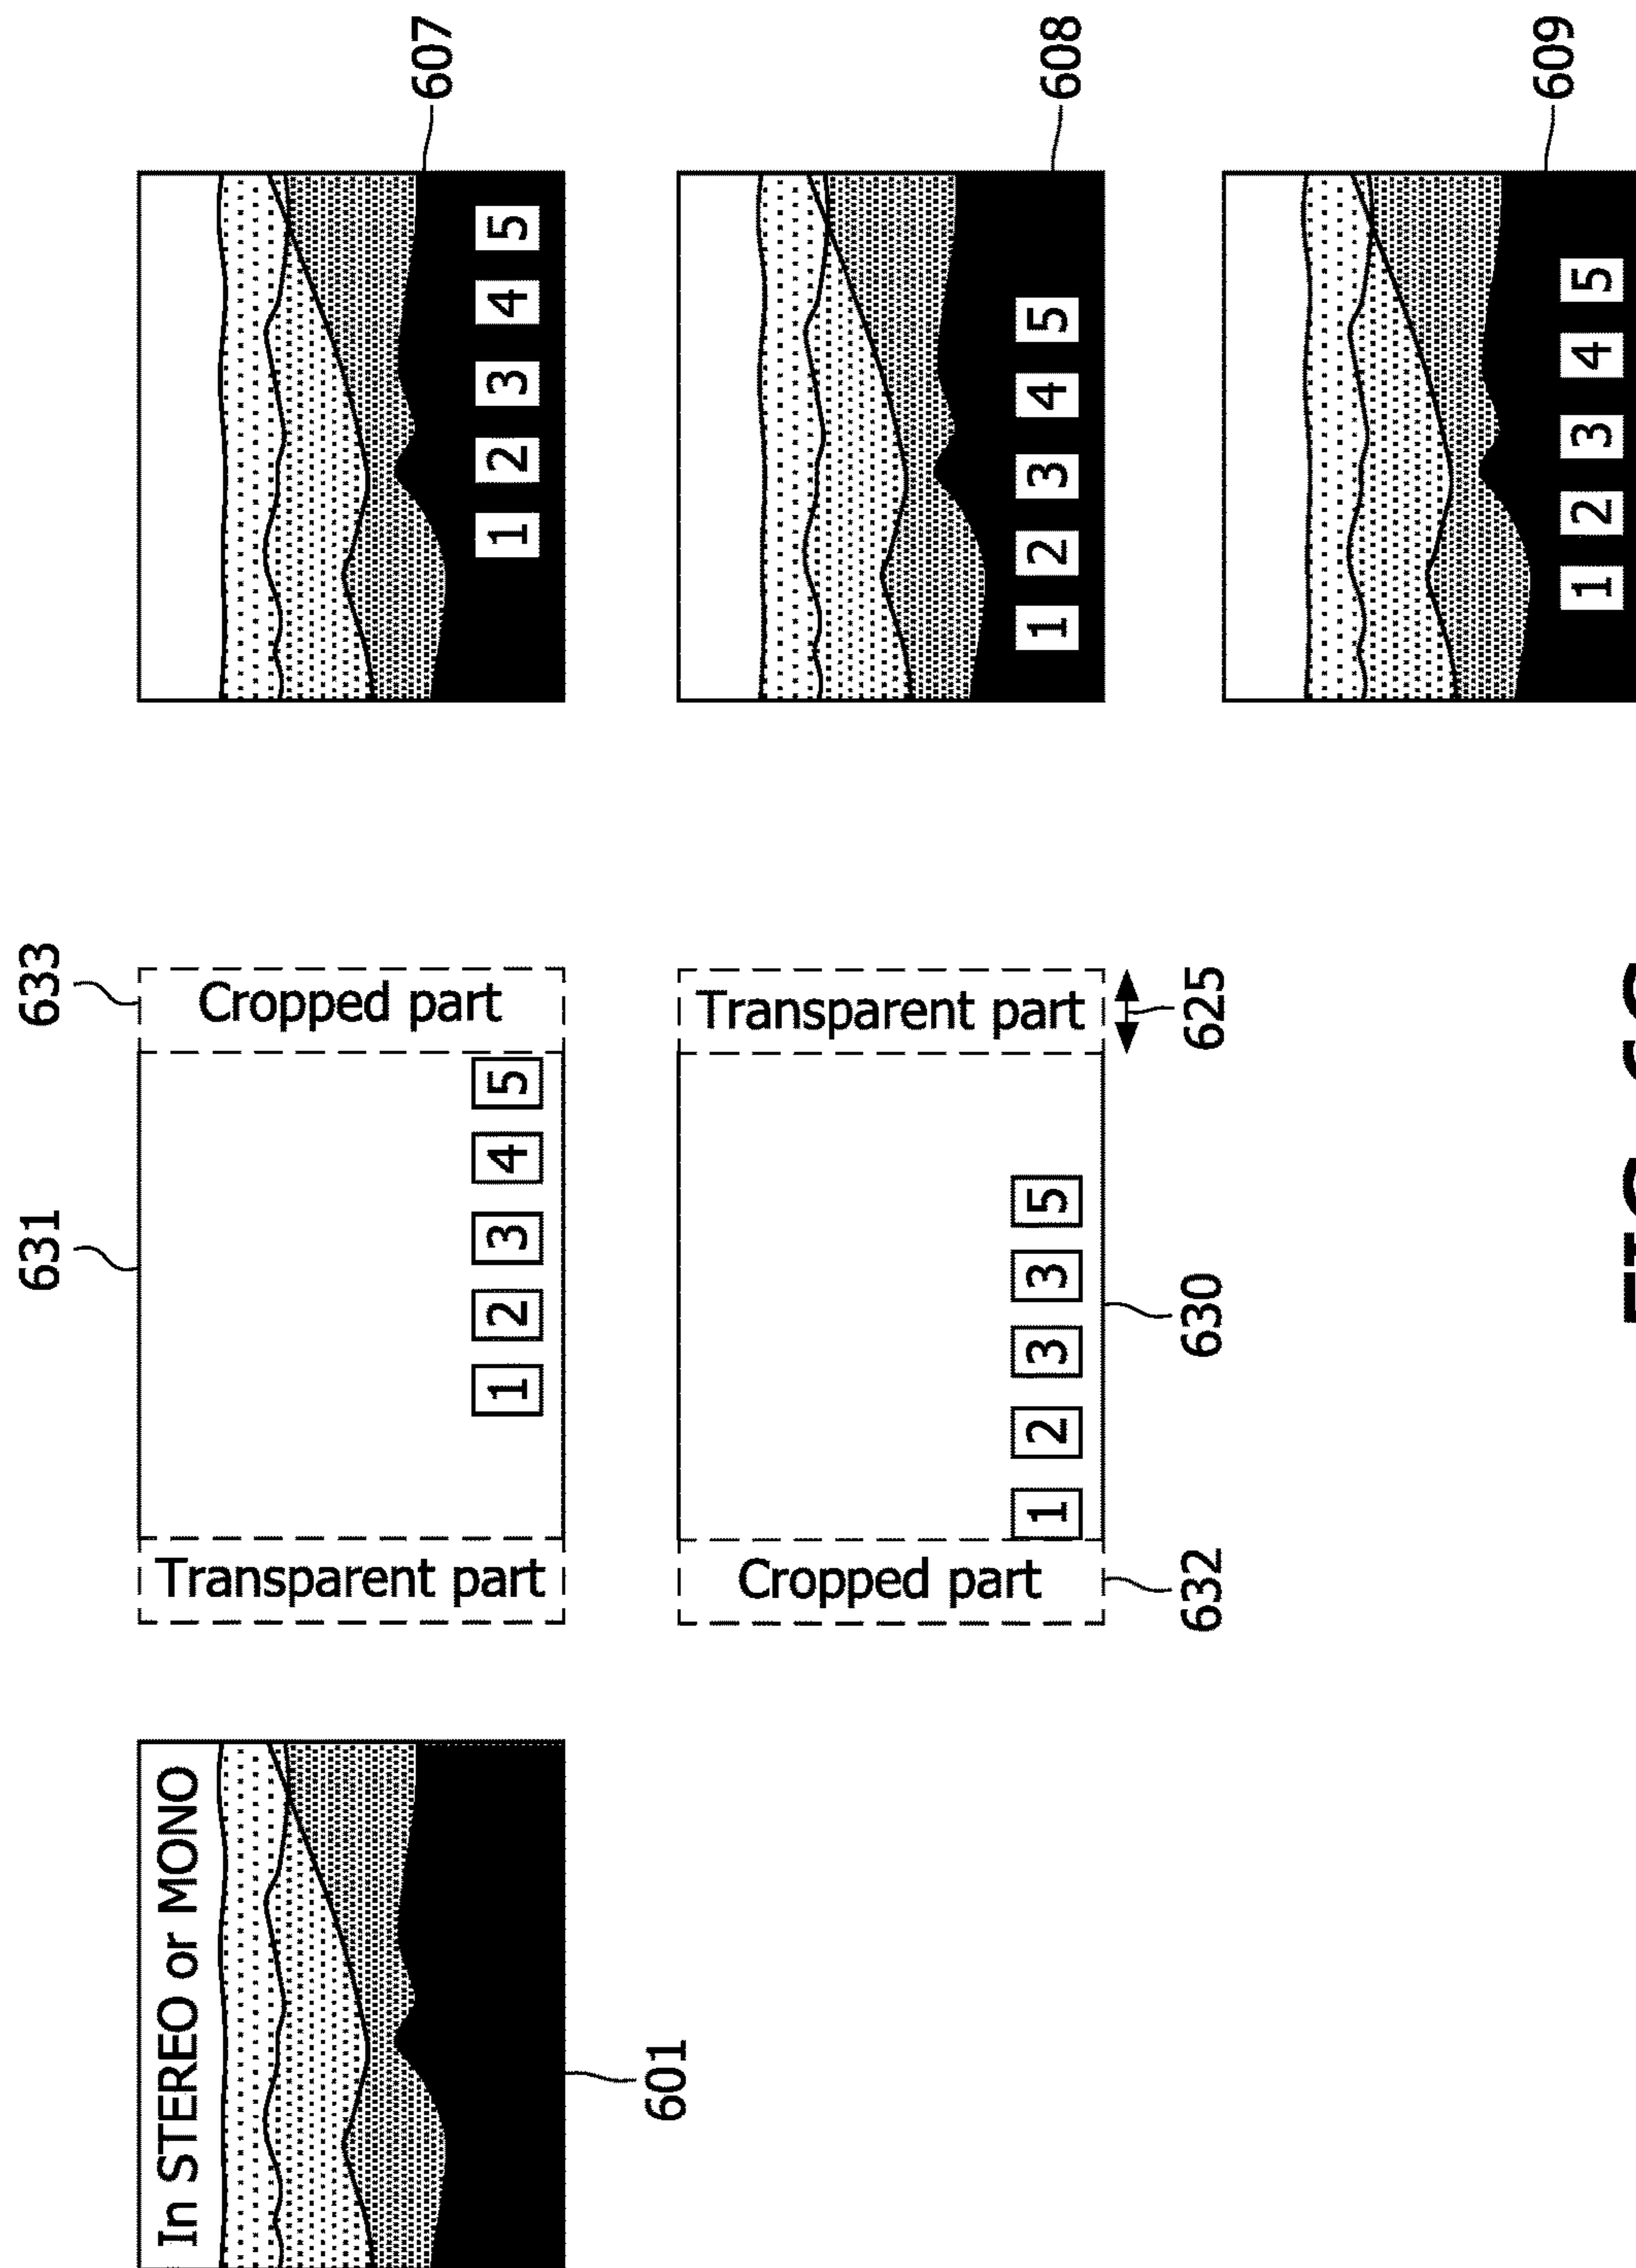 In STEREO or MONO
601
631
633
Transparent part
Cropped part
1 2 3 4 5
Cropped part
Transparent part
1 2 3 3 5
632
630
625
607
1 2 3 4 5
608
1 2 3 4 5
609
1 2 3 4 5